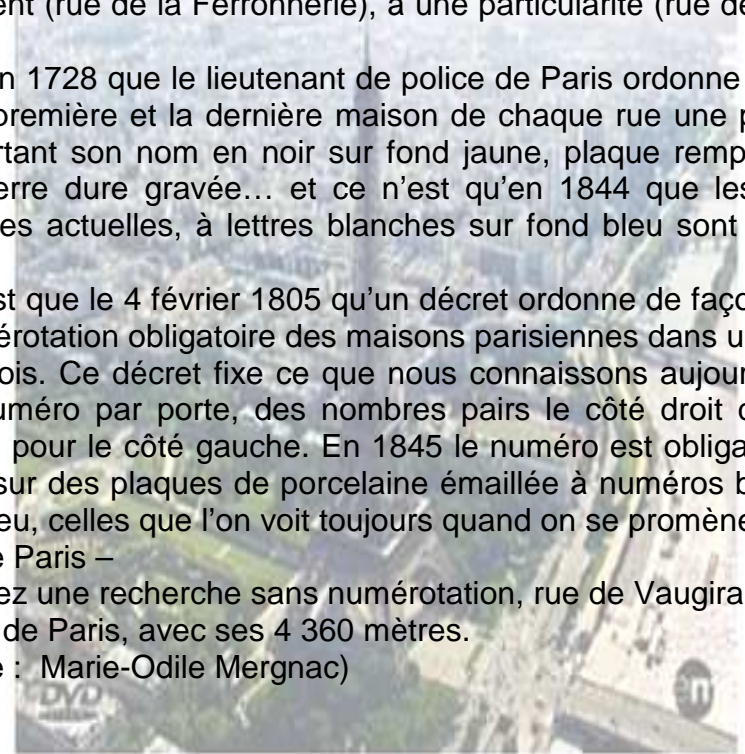 ent (rue de la Ferronnerie), à une particularité (rue de
n 1728 que le lieutenant de police de Paris ordonne
première et la dernière maison de chaque rue une p
rtant son nom en noir sur fond jaune, plaque remp
erre dure gravée… et ce n’est qu’en 1844 que les
es actuelles, à lettres blanches sur fond bleu sont
st que le 4 février 1805 qu’un décret ordonne de faço
érotation obligatoire des maisons parisiennes dans u
ois. Ce décret fixe ce que nous connaissons aujour
uméro par porte, des nombres pairs le côté droit
pour le côté gauche. En 1845 le numéro est obliga
sur des plaques de porcelaine émaillée à numéros b
eu, celles que l’on voit toujours quand on se promène
e Paris –
ez une recherche sans numérotation, rue de Vaugira
de Paris, avec ses 4 360 mètres.
e : Marie-Odile Mergnac)
DVD